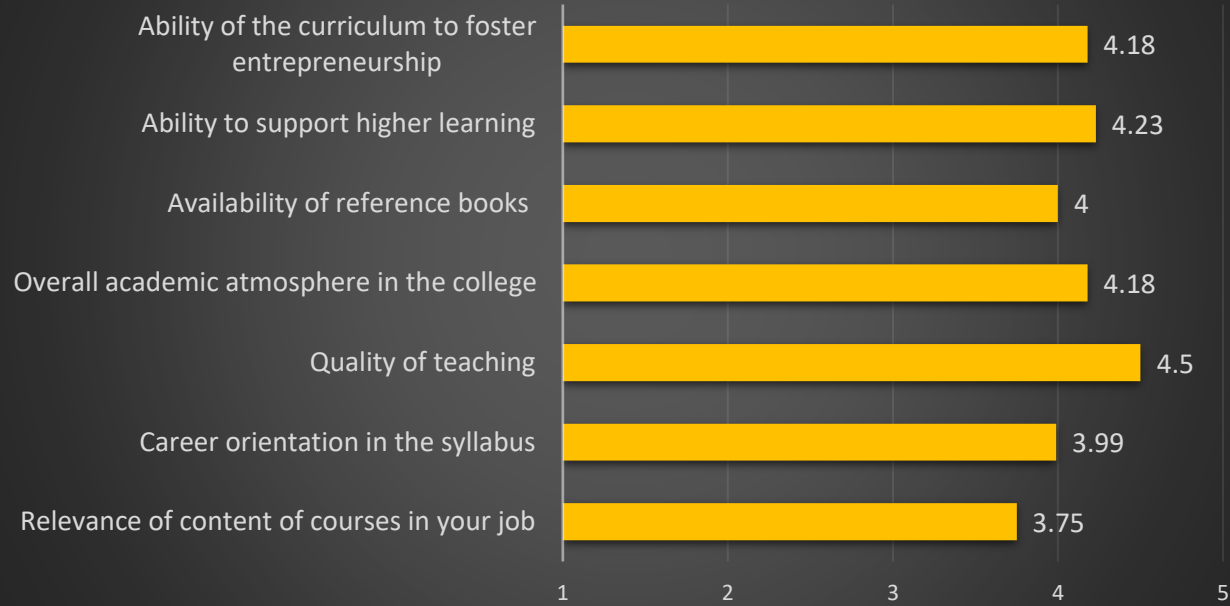 Ability of the curriculum to foster
entrepreneurship
4.18
Ability to support higher learning
4.23
Availability of reference books
4
Overall academic atmosphere in the college
4.18
Quality of teaching
4.5
Career orientation in the syllabus
3.99
Relevance of content of courses in your job
3.75
1 2 3 4 5